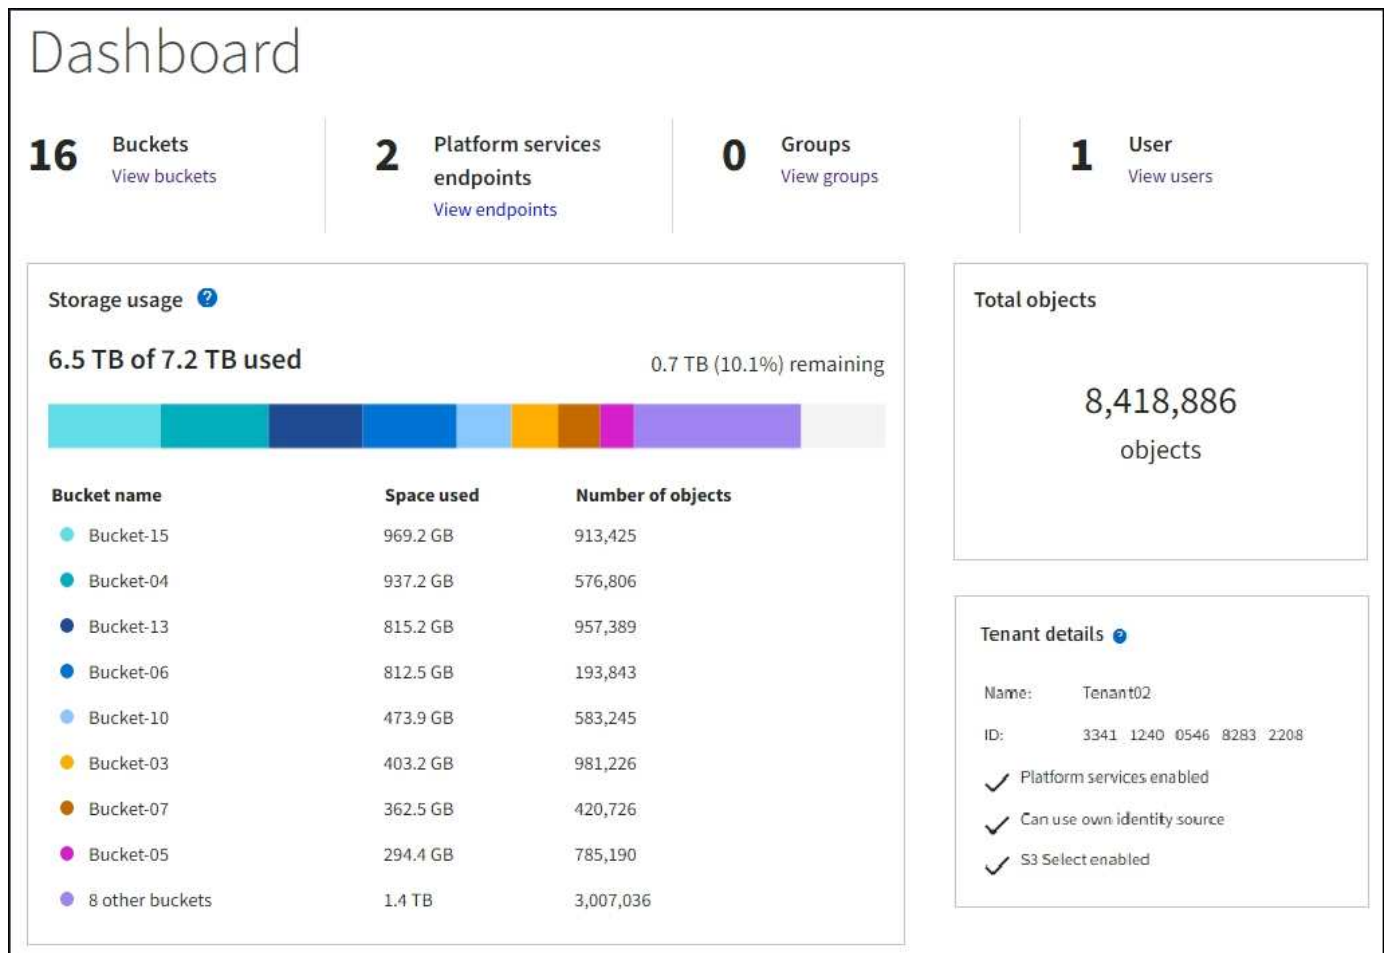 Dashboard
16 Buckets
View buckets
2 Platform services
endpoints
View endpoints
0 Groups
View groups
1 User
View users
Storage usage ?
6.5 TB of 7.2 TB used
0.7 TB (10.1%) remaining
Bucket name Space used Number of objects
Bucket-15 969.2 GB 913,425
Bucket-04 937.2 GB 576,806
Bucket-13 815.2 GB 957,389
Bucket-06 812.5 GB 193,843
Bucket-10 473.9 GB 583,245
Bucket-03 403.2 GB 981,226
Bucket-07 362.5 GB 420,726
Bucket-05 294.4 GB 785,190
8 other buckets 1.4 TB 3,007,036
Total objects
8,418,886
objects
Tenant details ?
Name: Tenant02
ID: 3341 1240 0546 8283 2208
Platform services enabled
Can use own identity source
S3 Select enabled